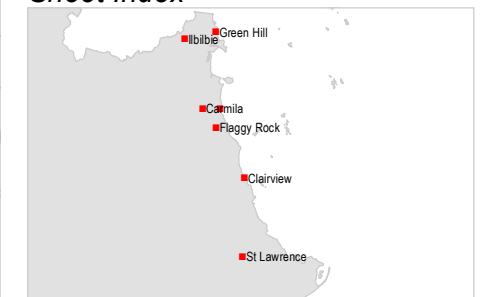 Sheet Index
Green Hill
Ilbilbie
Carmila
Flaggy Rock
Clairview
St Lawrence